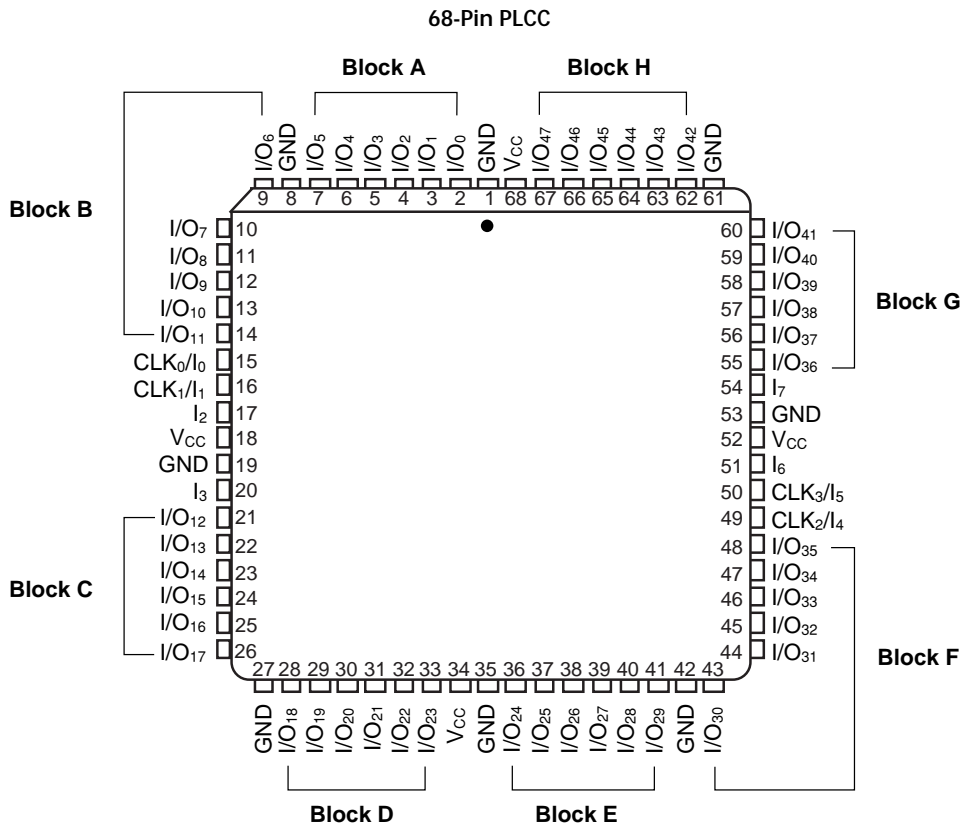 68-Pin PLCC
Block A
Block H
I/O6 GND I/O5 I/O4 I/O3 I/O2 I/O1 I/O0 GND VCC I/O47 I/O46 I/O45 I/O44 I/O43 I/O42 GND
9 8 7 6 5 4 3 2 1 68 67 66 65 64 63 62 61
Block B
I/O7 10
I/O8 11
I/O9 12
I/O10 13
I/O11 14
CLK0/I0 15
CLK1/I1 16
I2 17
VCC 18
GND 19
I3 20
I/O12 21
I/O13 22
I/O14 23
I/O15 24
I/O16 25
I/O17 26
Block C
60 I/O41
59 I/O40
58 I/O39
57 I/O38
56 I/O37
55 I/O36
54 I7
53 GND
52 VCC
51 I6
50 CLK3/I5
49 CLK2/I4
48 I/O35
47 I/O34
46 I/O33
45 I/O32
44 I/O31
Block G
Block F
27 28 29 30 31 32 33 34 35 36 37 38 39 40 41 42 43
GND I/O18 I/O19 I/O20 I/O21 I/O22 I/O23 VCC GND I/O24 I/O25 I/O26 I/O27 I/O28 I/O29 GND I/O30
Block D
Block E